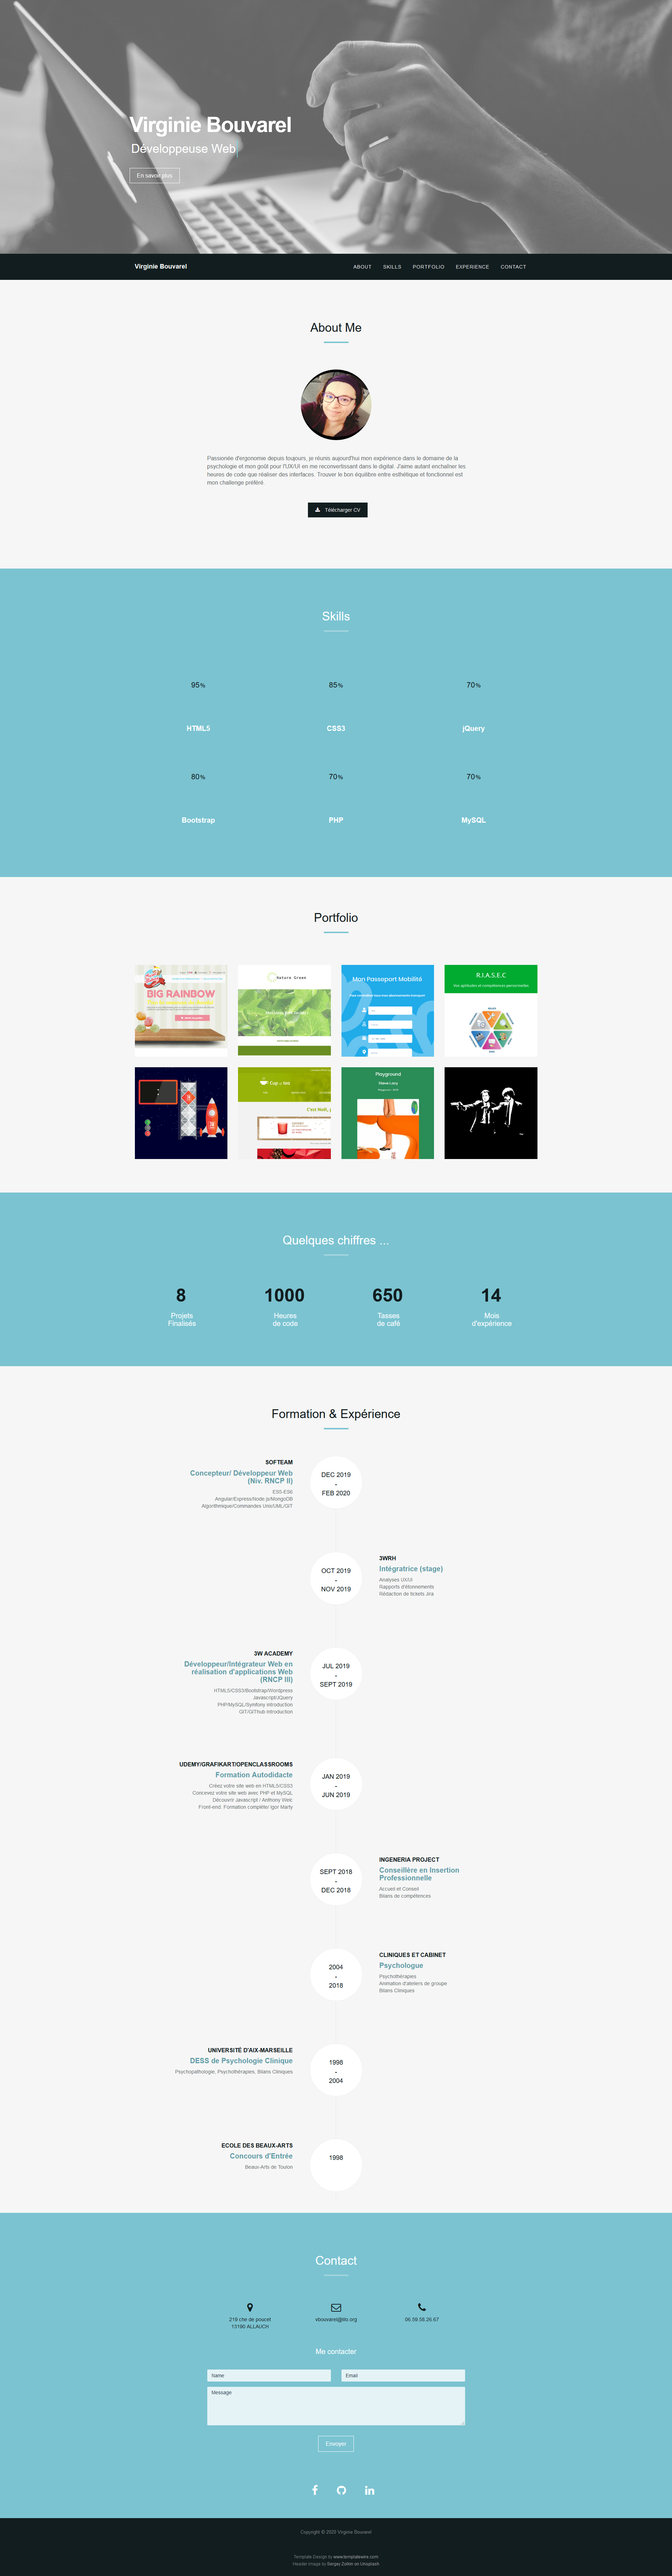 Virginie Bouvarel
Développeuse Web
En savoir plus
Virginie Bouvarel
ABOUT
SKILLS
PORTFOLIO
EXPERIENCE
CONTACT
About Me
Passionée d'ergonomie depuis toujours, je réunis aujourd'hui mon expérience dans le domaine de la
psychologie et mon goût pour l'UX/UI en me reconvertissant dans le digital. J'aime autant enchaîner les
heures de code que réaliser des interfaces. Trouver le bon équilibre entre esthétique et fonctionnel est
mon challenge préféré.
Télécharger CV
Skills
95%
85%
70%
HTML5
CSS3
jQuery
80%
70%
70%
Bootstrap
PHP
MySQL
Portfolio
BIG RAINBOW
Nature Green
Mon Passeport Mobilité
R.I.A.S.E.C
Vos aptitudes et compétences personnelles
Cup of tea
Playground
Steve Lacy
Quelques chiffres ...
8
1000
650
14
Projets
Finalisés
Heures
de code
Tasses
de café
Mois
d'expérience
Formation & Expérience
SOFTEAM
Concepteur/ Développeur Web
(Niv. RNCP II)
ES5-ES6
Angular/Express/Node js/MongoDB
Algorithmique/Commandes Unix/UML/GIT
DEC 2019
-
FEB 2020
OCT 2019
-
NOV 2019
3WRH
Intégratrice (stage)
Analyses UX/UI
Rapports d'étonnements
Rédaction de tickets Jira
3W ACADEMY
Développeur/Intégrateur Web en
réalisation d'applications Web
(RNCP III)
HTML5/CSS3/Bootstrap/Wordpress
Javascript/JQuery
PHP/MySQL/Symfony introduction
GIT/GIThub introduction
JUL 2019
-
SEPT 2019
UDEMY/GRAFIKART/OPENCLASSROOMS
Formation Autodidacte
Créez votre site web en HTML5/CSS3
Concevez votre site web avec PHP et MySQL
Découvrir Javascript / Anthony Welc
Front-end: Formation complète/ Igor Marty
JAN 2019
-
JUN 2019
SEPT 2018
-
DEC 2018
INGENERIA PROJECT
Conseillère en Insertion
Professionnelle
Accueil et Conseil
Bilans de compétences
2004
-
2018
CLINIQUES ET CABINET
Psychologue
Psychothérapies
Animation d'ateliers de groupe
Bilans Cliniques
UNIVERSITÉ D'AIX-MARSEILLE
DESS de Psychologie Clinique
Psychopathologie, Psychothérapies, Bilans Cliniques
1998
-
2004
ECOLE DES BEAUX-ARTS
Concours d'Entrée
Beaux-Arts de Toulon
1998
Contact
219 che de poucet
13190 ALLAUCH
vbouvarel@llo.org
06.59.58.26.67
Me contacter
Name
Email
Message
Envoyer
Copyright © 2020 Virginie Bouvarel
Template Design by www.templatewire.com
Header Image by Sergey Zolkin on Unsplash